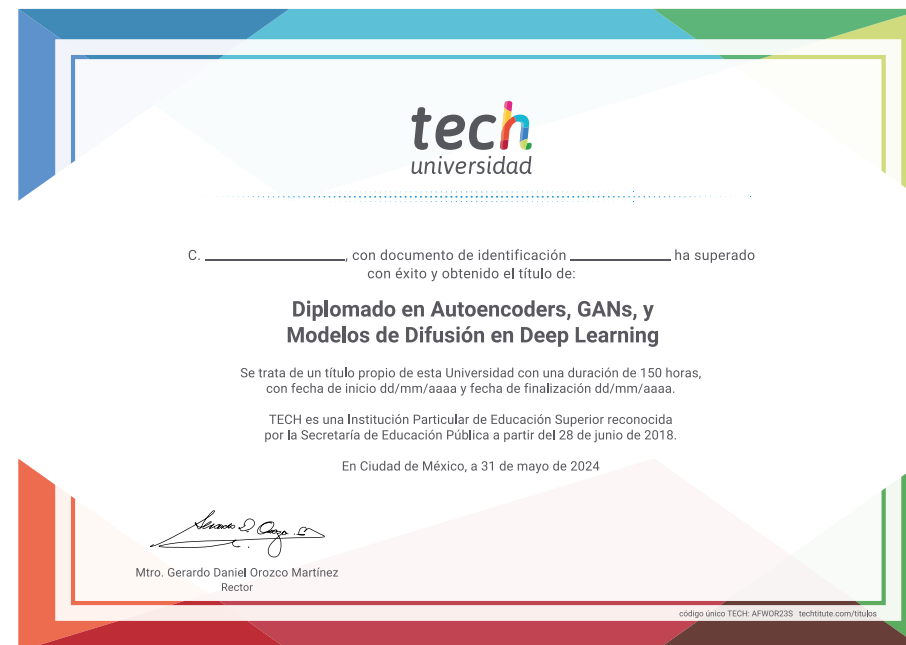 tech
universidad
C. ____________, con documento de identificación ____________ ha superado
con éxito y obtenido el título de:
Diplomado en Autoencoders, GANs, y
Modelos de Difusión en Deep Learning
Se trata de un título propio de esta Universidad con una duración de 150 horas,
con fecha de inicio dd/mm/aaaa y fecha de finalización dd/mm/aaaa.
TECH es una Institución Particular de Educación Superior reconocida
por la Secretaría de Educación Pública a partir del 28 de junio de 2018.
En Ciudad de México, a 31 de mayo de 2024
Mtro. Gerardo Daniel Orozco Martínez
Rector
código único TECH: AFWOR23S techtitute.com/titulos